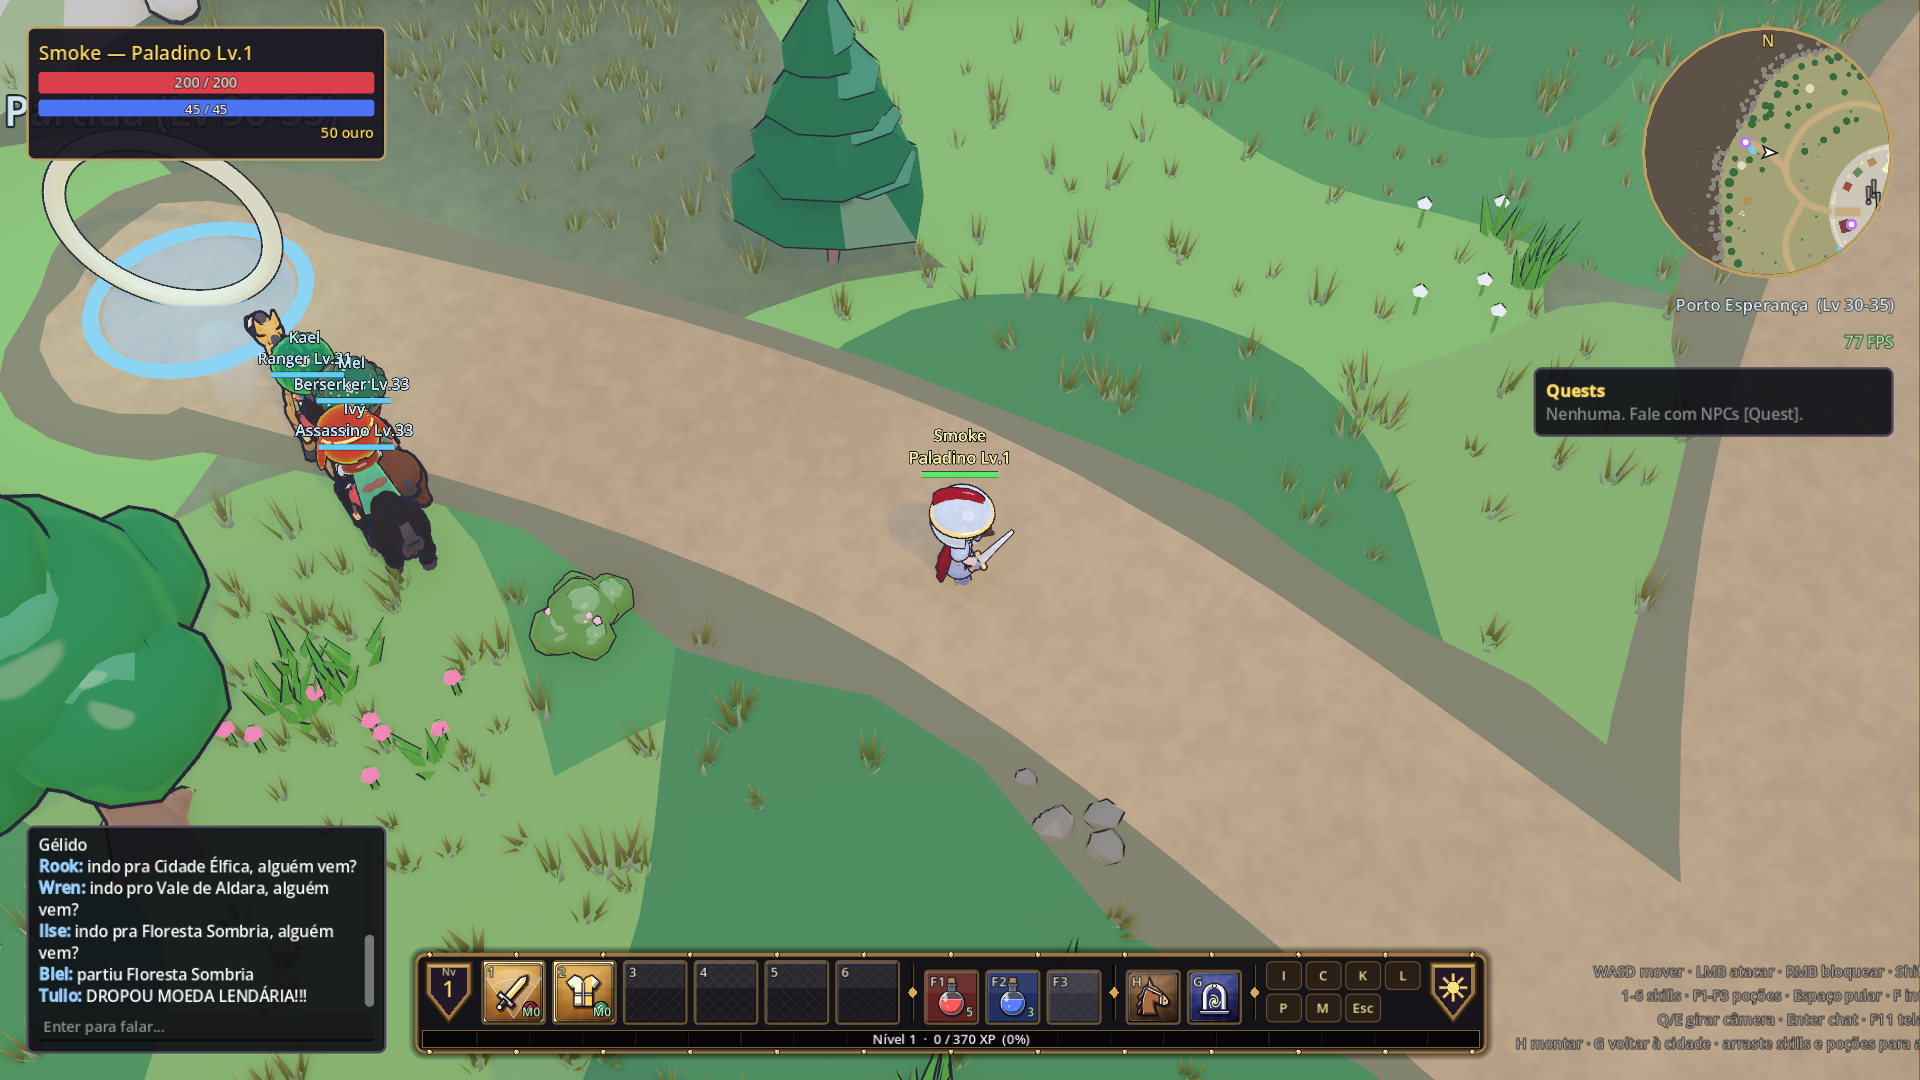 Smoke — Paladino Lv.1
200 / 200
45 / 45
50 ouro
N
Porto Esperança (Lv 30-35)
77 FPS
Quests
Nenhuma. Fale com NPCs [Quest].
Kael
Ranger Lv.31
Mel
Berserker Lv.33
Ivy
Assassino Lv.33
Smoke
Paladino Lv.1
Gélido
Rook: indo pra Cidade Élfica, alguém vem?
Wren: indo pro Vale de Aldara, alguém
vem?
Ilse: indo pra Floresta Sombria, alguém
vem?
Biel: partiu Floresta Sombria
Tullo: DROPOU MOEDA LENDÁRIA!!!
Enter para falar...
Nv
1
1 M0
2 M0
3
4
5
6
F1 5
F2 3
F3
H
G
I C K L
P M Esc
Nível 1 · 0 / 370 XP (0%)
WASD mover · LMB atacar · RMB bloquear · Shi
1-6 skills · F1-F3 poções · Espaço pular · F in
Q/E girar câmera · Enter chat · F11 tel
H montar · G voltar à cidade · arraste skills e poções para a